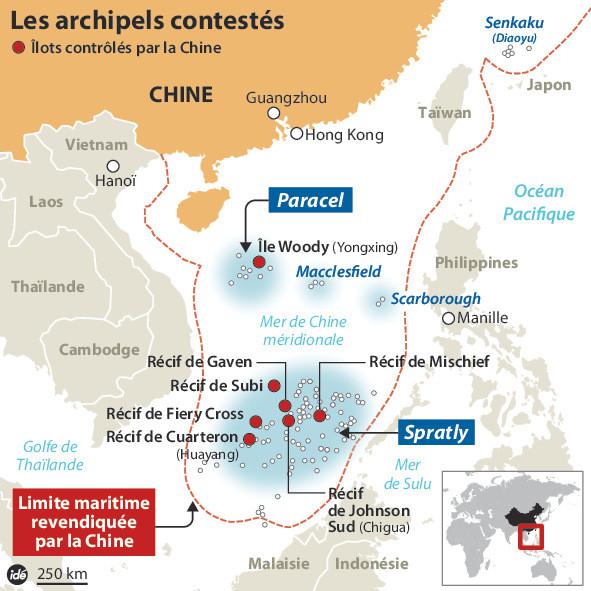 Les archipels contestés
Îlots contrôlés par la Chine
Senkaku
(Diaoyu)
Japon
CHINE
Guangzhou
Hong Kong
Taïwan
Vietnam
Hanoï
Laos
Océan
Pacifique
Paracel
Île Woody (Yongxing)
Macclesfield
Philippines
Scarborough
Thaïlande
Manille
Mer de Chine
méridionale
Cambodge
Récif de Gaven
Récif de Mischief
Récif de Subi
Récif de Fiery Cross
Récif de Cuarteron
(Huayang)
Spratly
Golfe de
Thaïlande
Mer
de Sulu
Limite maritime
revendiquée
par la Chine
Récif
de Johnson
Sud (Chigua)
Malaisie
Indonésie
idé
250 km